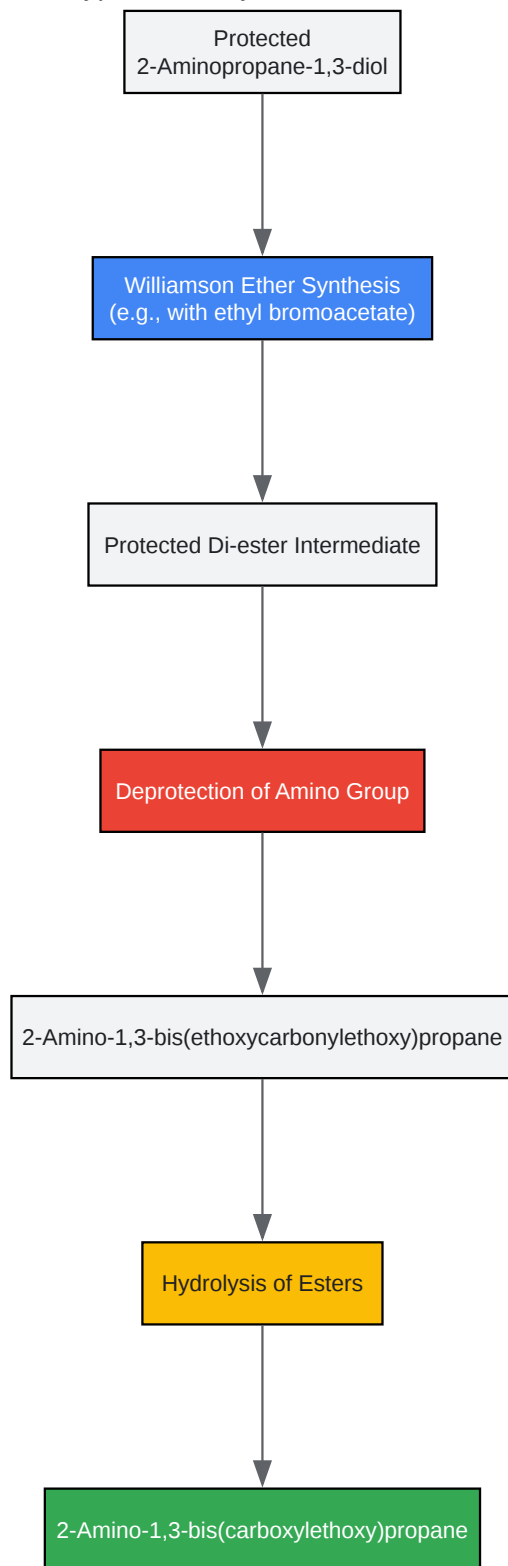 Protected
2-Aminopropane-1,3-diol
Williamson Ether Synthesis
(e.g., with ethyl bromoacetate)
Protected Di-ester Intermediate
Deprotection of Amino Group
2-Amino-1,3-bis(ethoxycarbonylethoxy)propane
Hydrolysis of Esters
2-Amino-1,3-bis(carboxylethoxy)propane